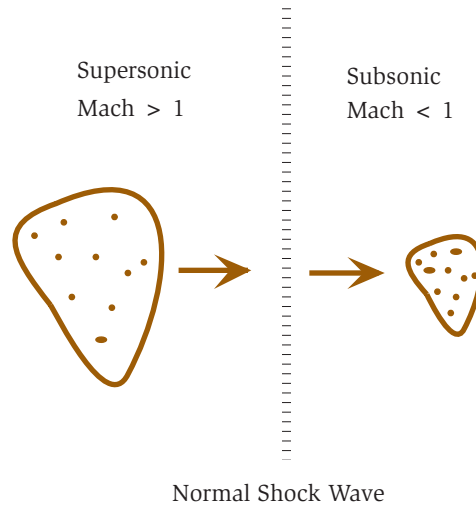 Supersonic
Mach > 1
Subsonic
Mach < 1
Normal Shock Wave